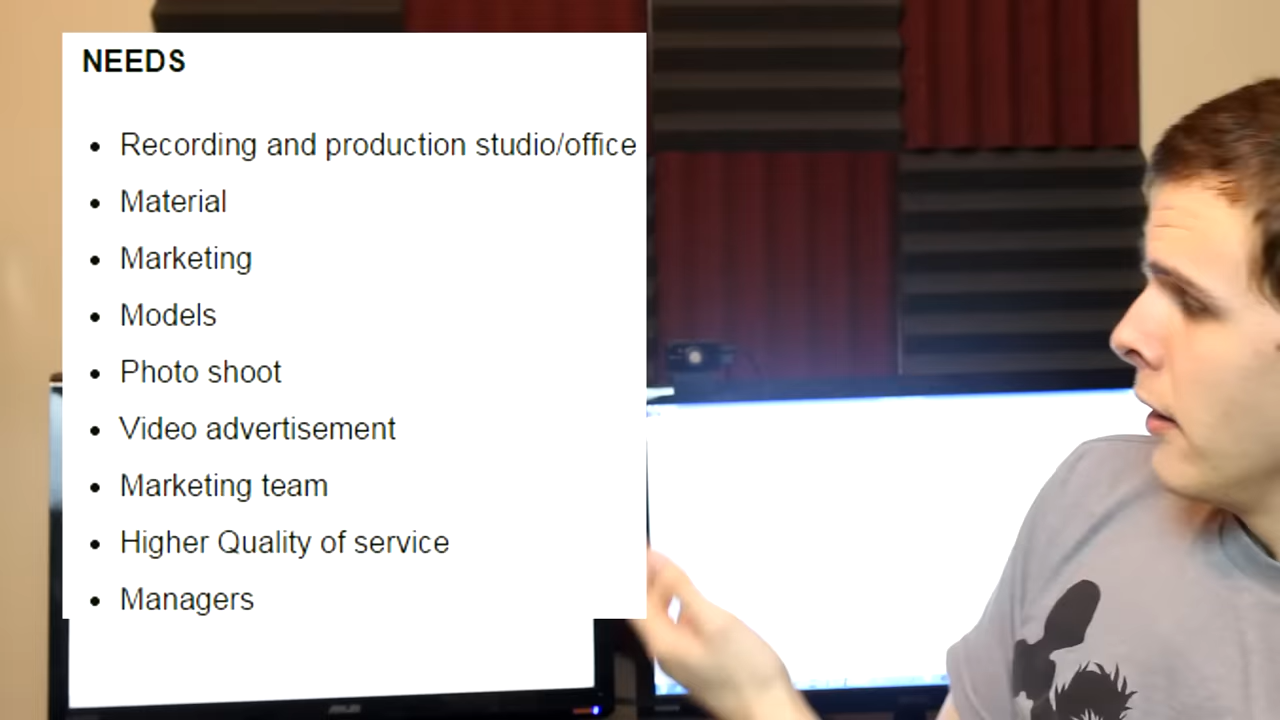 NEEDS
• Recording and production studio/office
• Material
• Marketing
• Models
• Photo shoot
• Video advertisement
• Marketing team
• Higher Quality of service
• Managers
ASUS